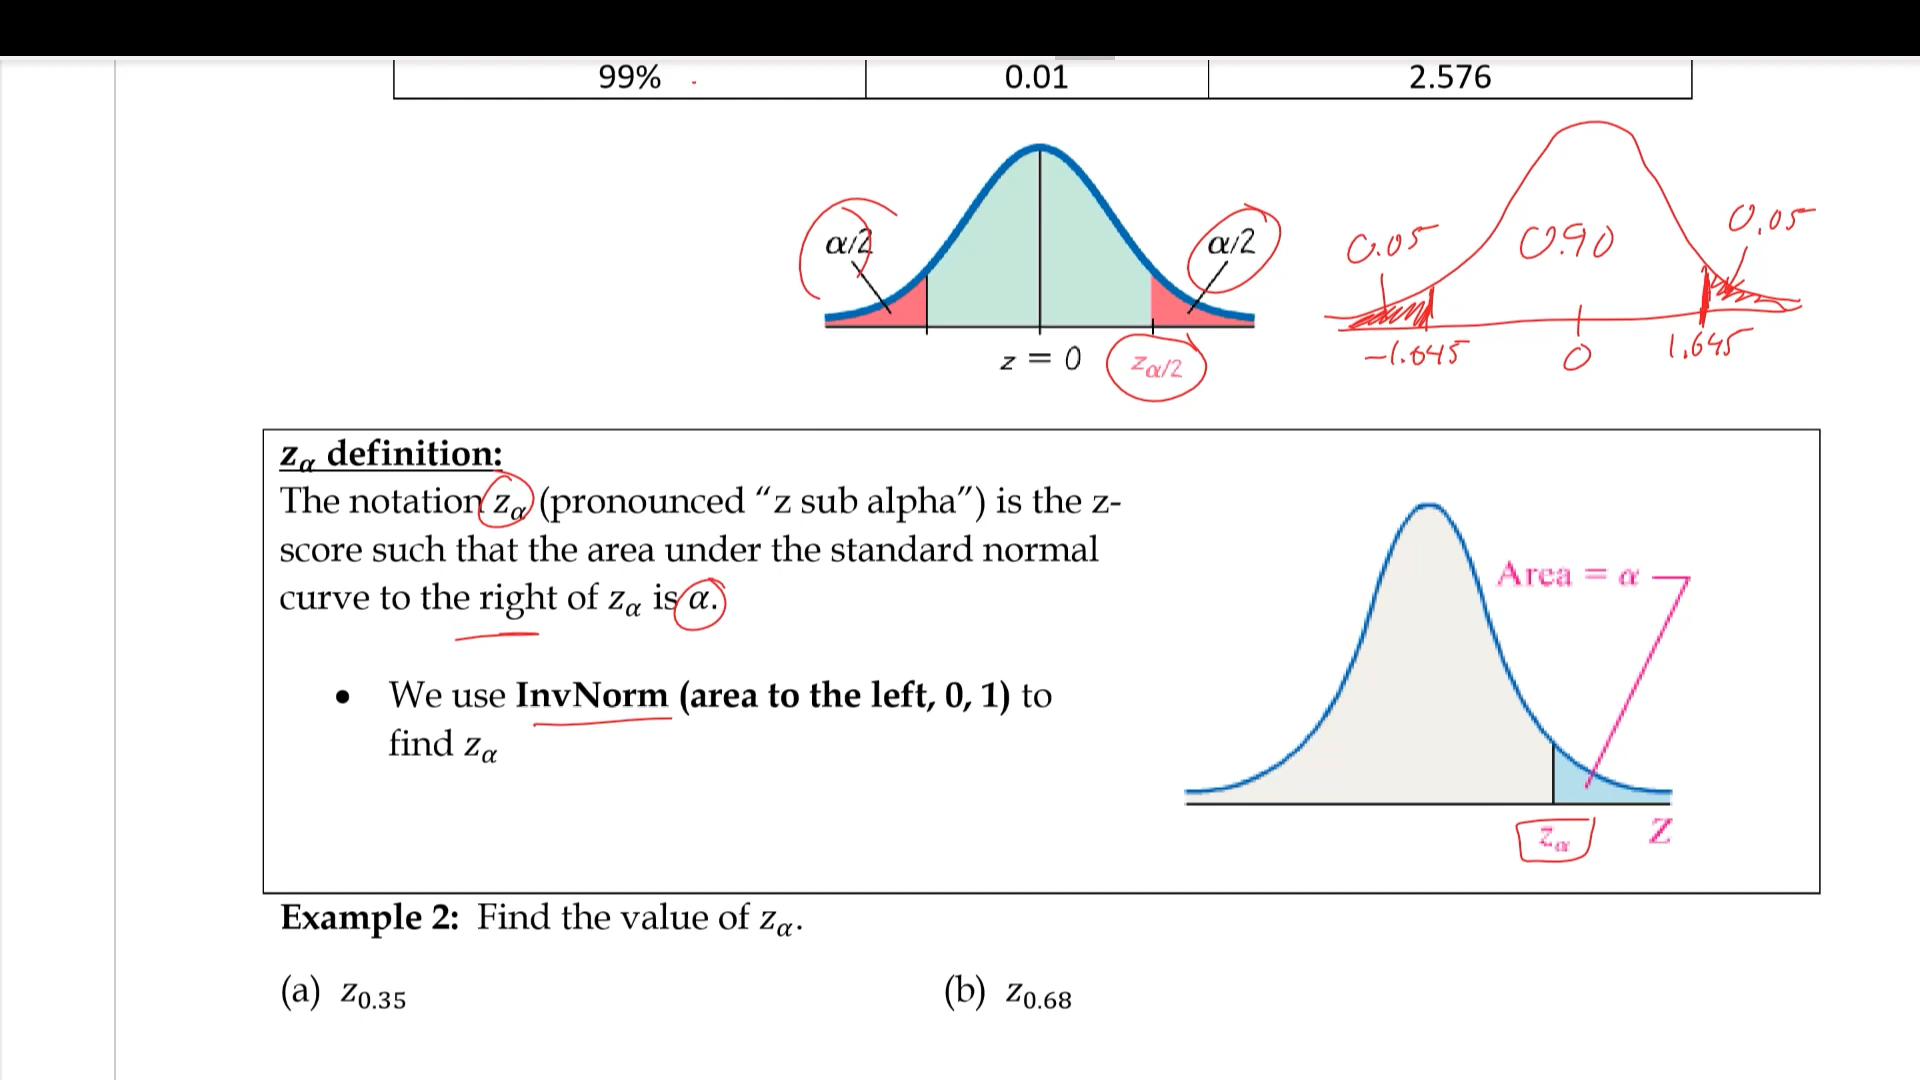 99% 0.01 2.576
α/2 α/2 0.05 0.90 0.05
z = 0 zα/2 -1.645 0 1.645
zα definition:
The notation zα (pronounced “z sub alpha”) is the z-
score such that the area under the standard normal
curve to the right of zα is α.
Area = α
• We use InvNorm (area to the left, 0, 1) to
find zα
zα Z
Example 2: Find the value of zα.
(a) z0.35 (b) z0.68